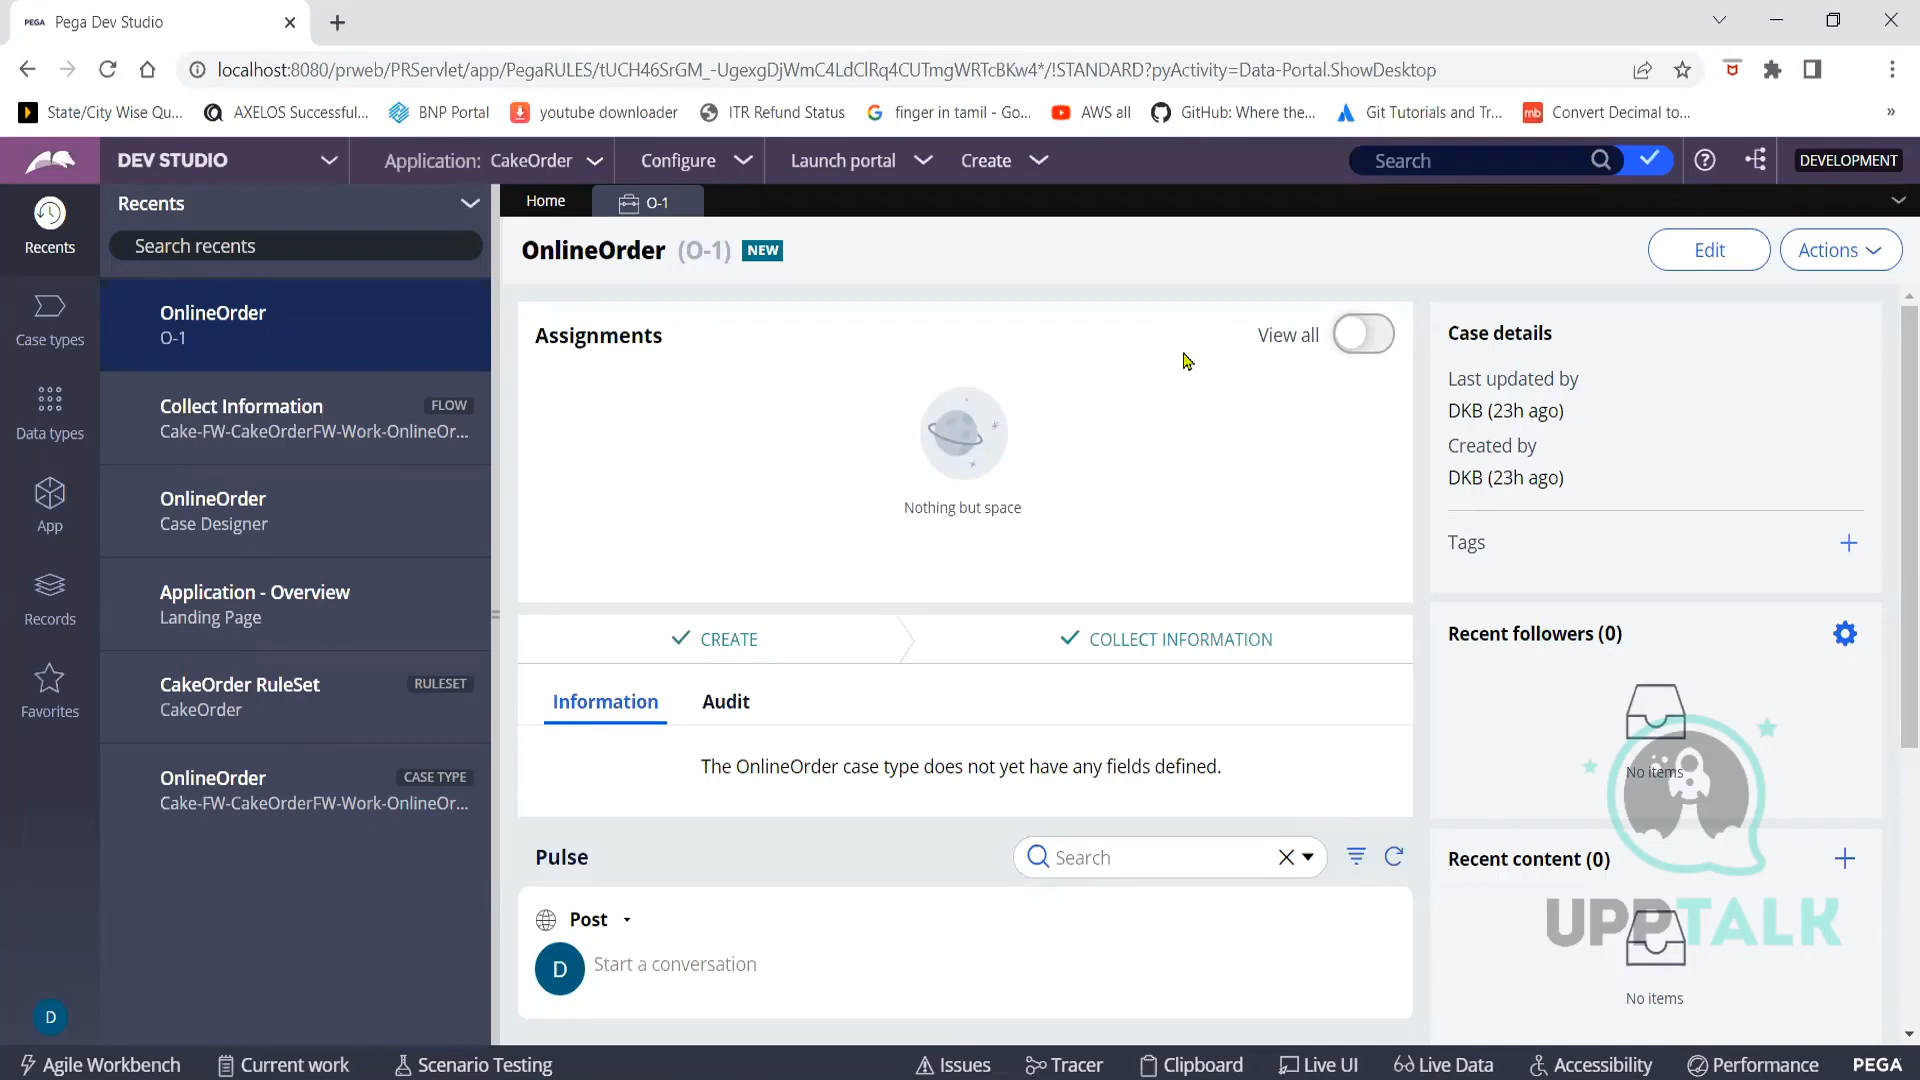 PEGA Pega Dev Studio
localhost:8080/prweb/PRServlet/app/PegaRULES/tUCH46SrGM_-UgexgDjWmC4LdClRq4CUTmgWRTcBKw4*/!STANDARD?pyActivity=Data-Portal.ShowDesktop
State/City Wise Qu... AXELOS Successful... BNP Portal youtube downloader ITR Refund Status finger in tamil - Go... AWS all GitHub: Where the... Git Tutorials and Tr... mb Convert Decimal to... »
DEV STUDIO Application: CakeOrder Configure Launch portal Create Search DEVELOPMENT
Recents
Search recents
Recents
Case types
Data types
App
Records
Favorites
D
OnlineOrder
O-1
Collect Information FLOW
Cake-FW-CakeOrderFW-Work-OnlineOr...
OnlineOrder
Case Designer
Application - Overview
Landing Page
CakeOrder RuleSet RULESET
CakeOrder
OnlineOrder CASE TYPE
Cake-FW-CakeOrderFW-Work-OnlineOr...
Home O-1
OnlineOrder (O-1) NEW Edit Actions
Assignments View all
Nothing but space
CREATE COLLECT INFORMATION
Information Audit
The OnlineOrder case type does not yet have any fields defined.
Pulse Search
Post
D Start a conversation
Case details
Last updated by
DKB (23h ago)
Created by
DKB (23h ago)
Tags
Recent followers (0)
No items
Recent content (0)
UPPTALK
No items
Agile Workbench Current work Scenario Testing Issues Tracer Clipboard Live UI Live Data Accessibility Performance PEGA